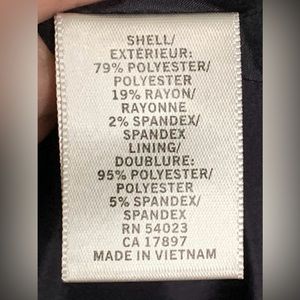 SHELL/
EXTÉRIEUR:
79% POLYESTER/
POLYESTER
19% RAYON/
RAYONNE
2% SPANDEX/
SPANDEX
LINING/
DOUBLURE:
95% POLYESTER/
POLYESTER
5% SPANDEX/
SPANDEX
RN 54023
CA 17897
MADE IN VIETNAM